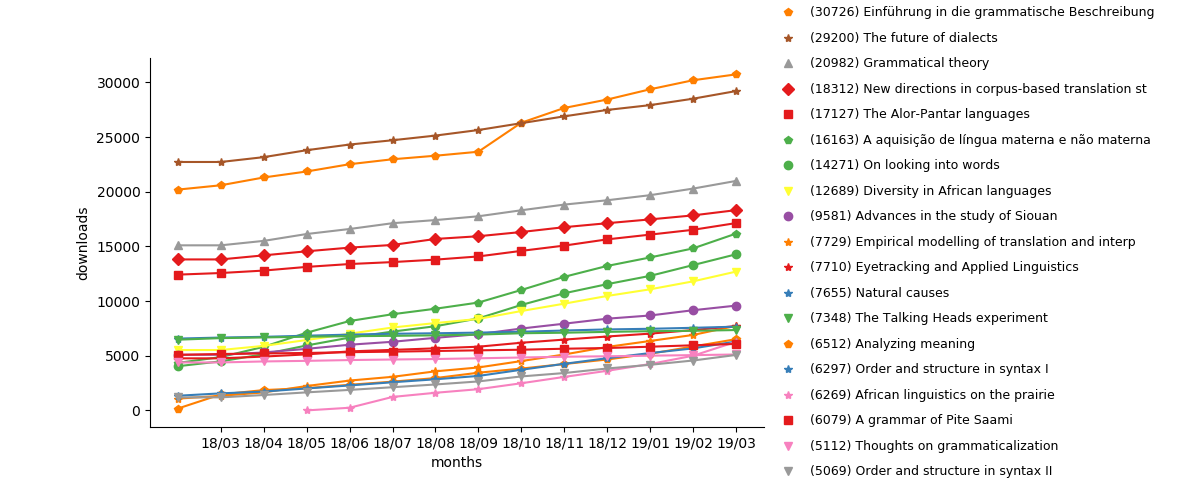 30000
25000
20000
15000
10000
5000
0
downloads
18/03 18/04 18/05 18/06 18/07 18/08 18/09 18/10 18/11 18/12 19/01 19/02 19/03
months
(30726) Einführung in die grammatische Beschreibung
(29200) The future of dialects
(20982) Grammatical theory
(18312) New directions in corpus-based translation st
(17127) The Alor-Pantar languages
(16163) A aquisição de língua materna e não materna
(14271) On looking into words
(12689) Diversity in African languages
(9581) Advances in the study of Siouan
(7729) Empirical modelling of translation and interp
(7710) Eyetracking and Applied Linguistics
(7655) Natural causes
(7348) The Talking Heads experiment
(6512) Analyzing meaning
(6297) Order and structure in syntax I
(6269) African linguistics on the prairie
(6079) A grammar of Pite Saami
(5112) Thoughts on grammaticalization
(5069) Order and structure in syntax II